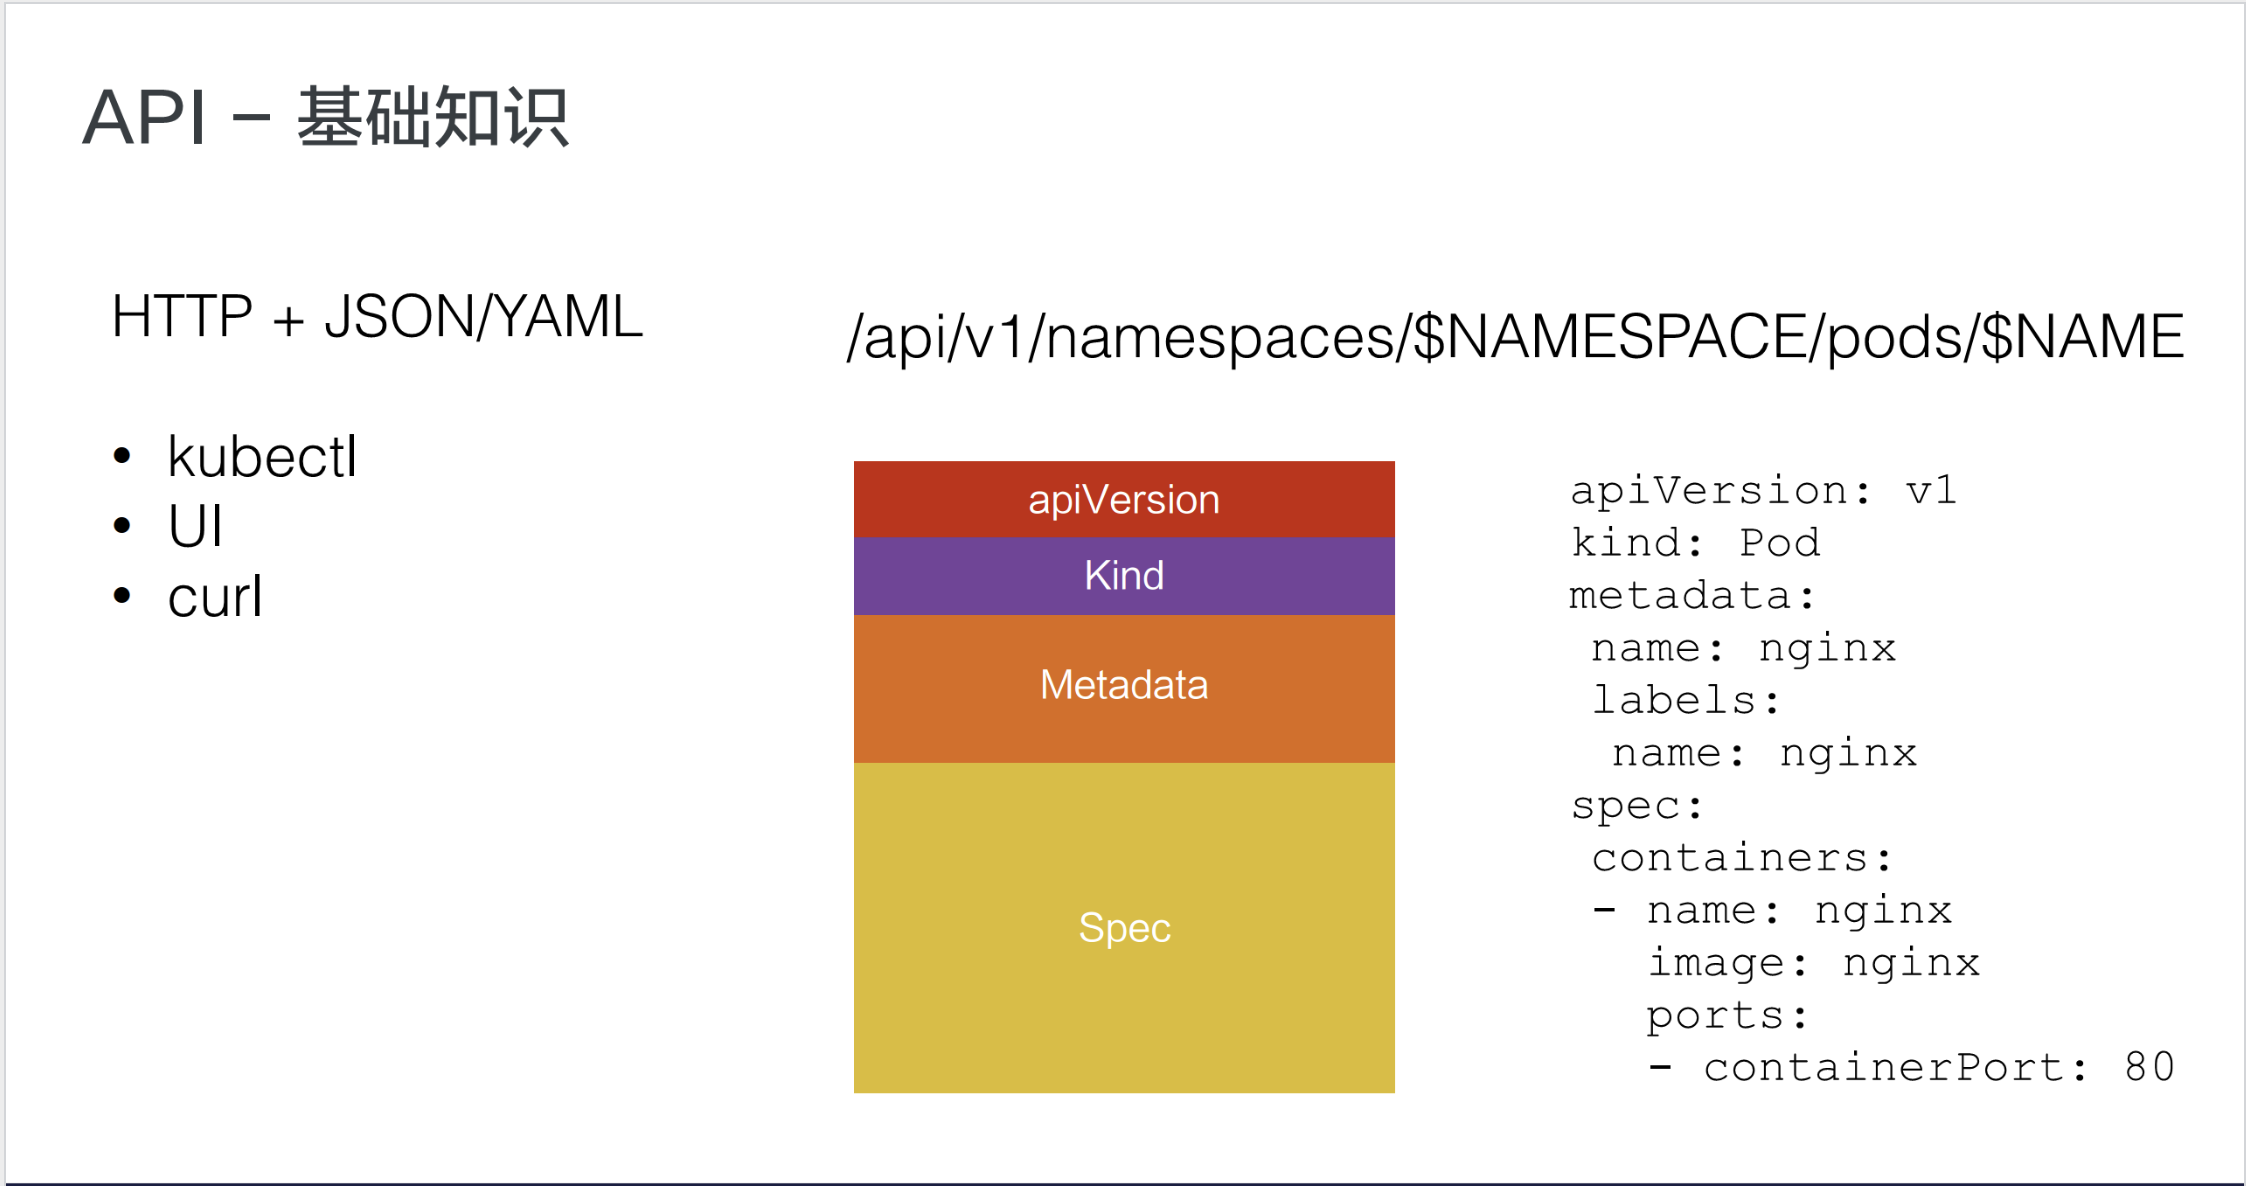 API – 基础知识
HTTP + JSON/YAML
• kubectl
• UI
• curl
/api/v1/namespaces/$NAMESPACE/pods/$NAME
apiVersion
Kind
Metadata
Spec
apiVersion: v1
kind: Pod
metadata:
 name: nginx
 labels:
  name: nginx
spec:
 containers:
 - name: nginx
   image: nginx
   ports:
   - containerPort: 80